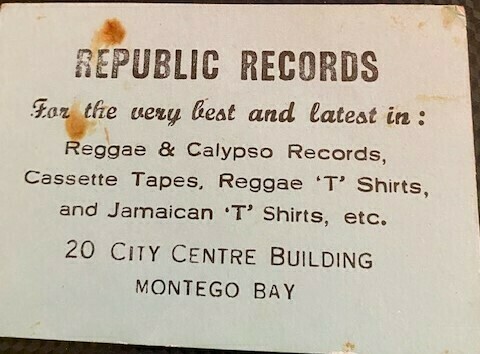 REPUBLIC RECORDS
For the very best and latest in :
Reggae & Calypso Records,
Cassette Tapes, Reggae ‘T’ Shirts,
and Jamaican ‘T’ Shirts, etc.
20 CITY CENTRE BUILDING
MONTEGO BAY